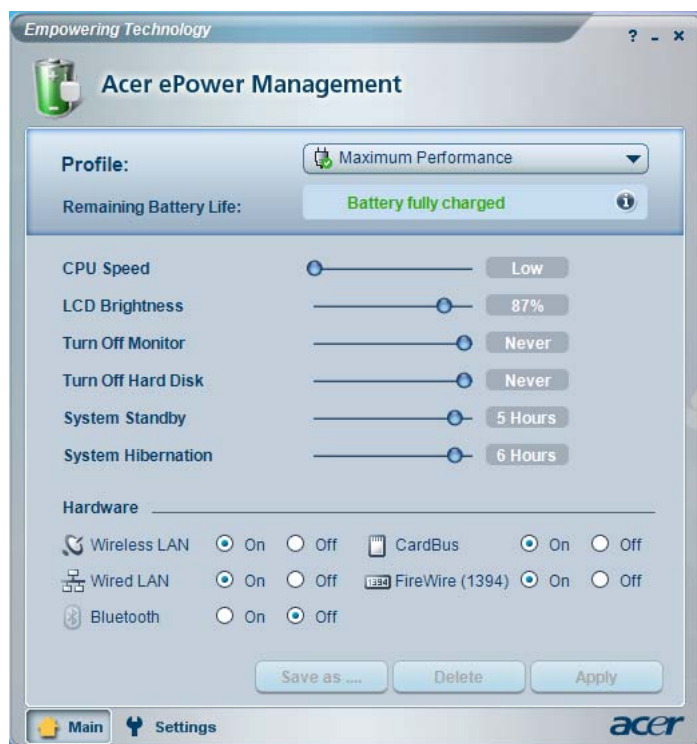 Empowering Technology
? - x
Acer ePower Management
Profile: Maximum Performance
Remaining Battery Life: Battery fully charged
CPU Speed Low
LCD Brightness 87%
Turn Off Monitor Never
Turn Off Hard Disk Never
System Standby 5 Hours
System Hibernation 6 Hours
Hardware
Wireless LAN On Off CardBus On Off
Wired LAN On Off 1394 FireWire (1394) On Off
Bluetooth On Off
Save as .... Delete Apply
Main Settings acer